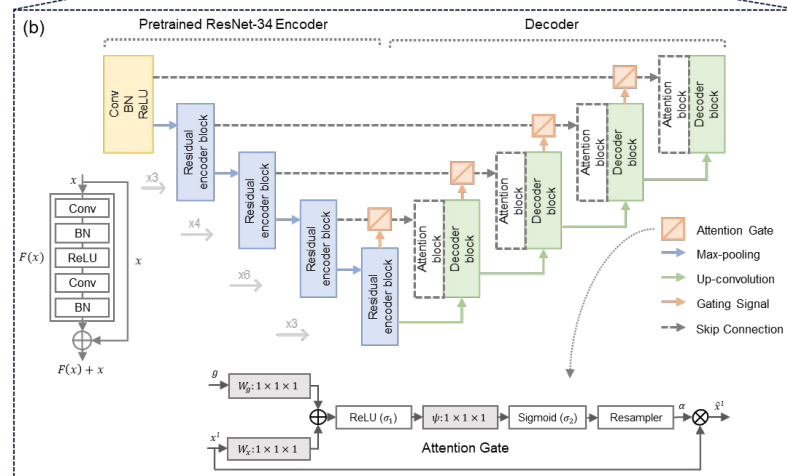 (b)
Pretrained ResNet-34 Encoder
Decoder
Conv
BN
ReLU
Residual
encoder block
Residual
encoder block
Residual
encoder block
Residual
encoder block
Attention
block
Decoder
block
Attention
block
Decoder
block
Attention
block
Decoder
block
Attention
block
Decoder
block
x3
x4
x6
x3
x
Conv
BN
ReLU
Conv
BN
F(x)
x
F(x) + x
Attention Gate
Max-pooling
Up-convolution
Gating Signal
Skip Connection
g
W_g: 1 × 1 × 1
x^l
W_x: 1 × 1 × 1
ReLU (σ₁)
ψ: 1 × 1 × 1
Sigmoid (σ₂)
Resampler
α
x̂^l
Attention Gate